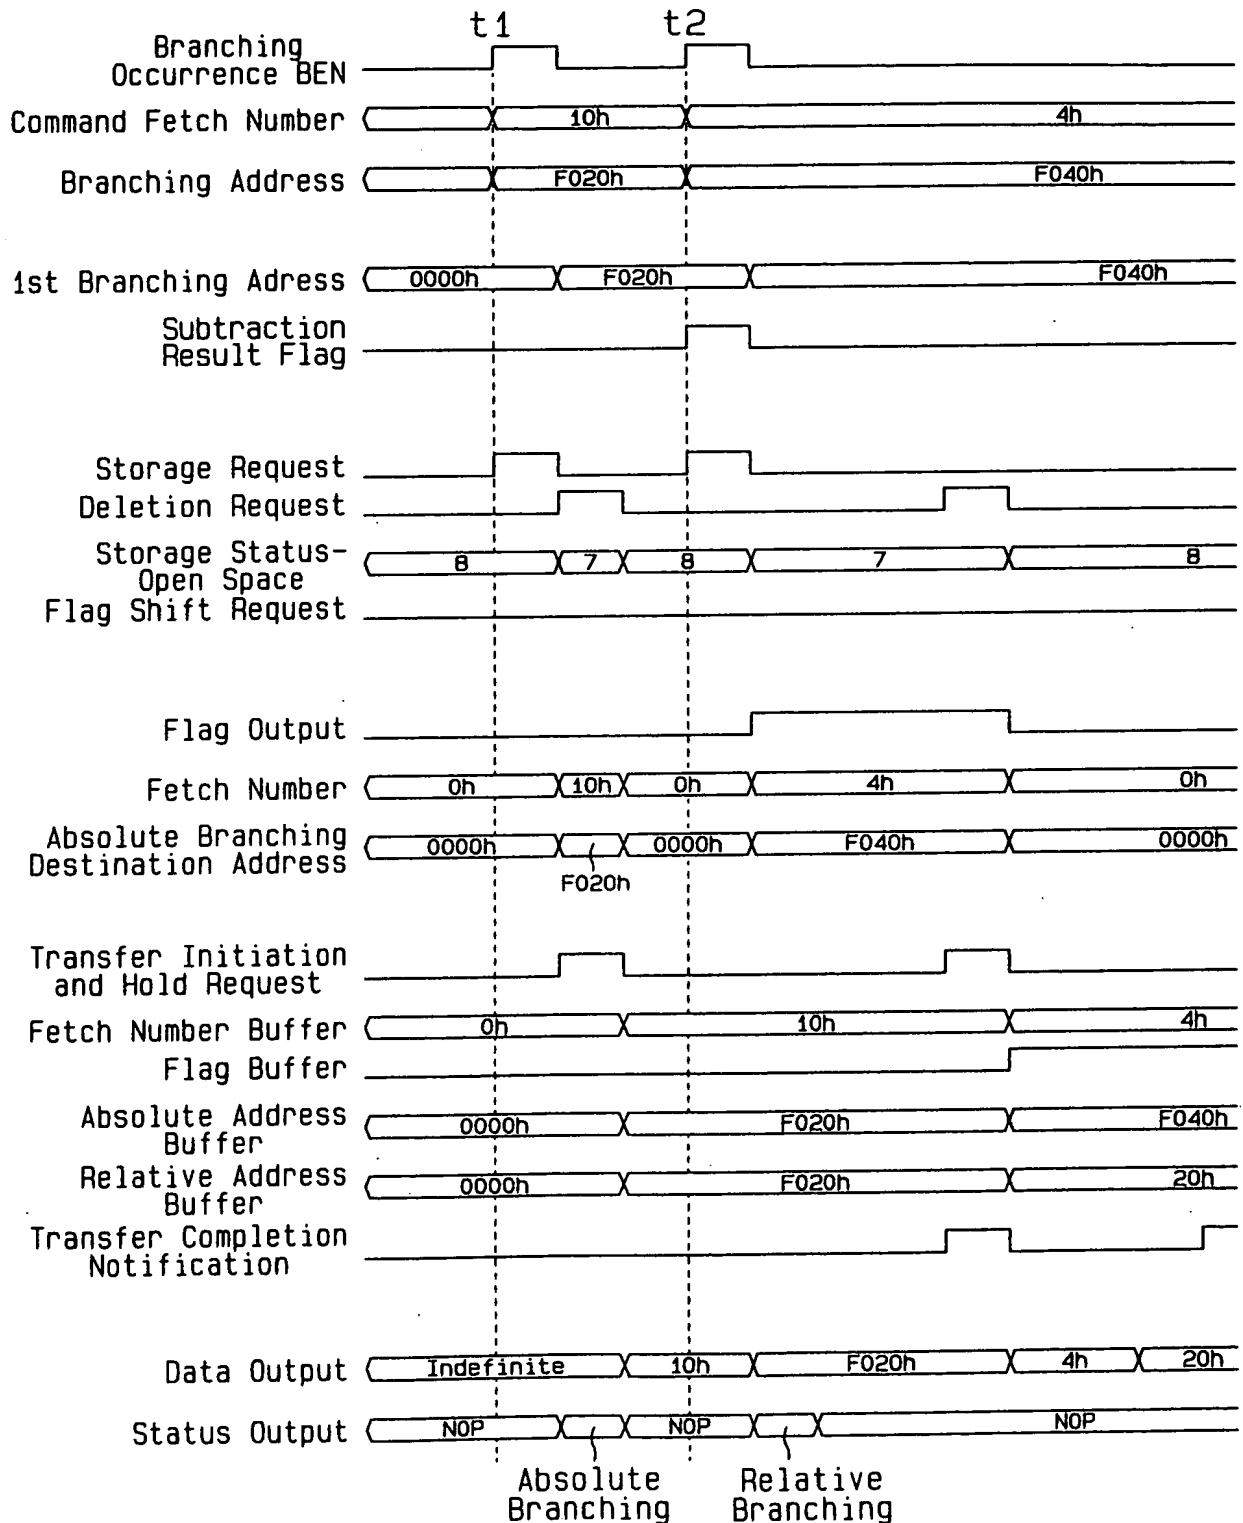 t1 t2
Branching
Occurrence BEN
Command Fetch Number 10h 4h
Branching Address F020h F040h
1st Branching Adress 0000h F020h F040h
Subtraction
Result Flag
Storage Request
Deletion Request
Storage Status-
Open Space 8 7 8 7 8
Flag Shift Request
Flag Output
Fetch Number 0h 10h 0h 4h 0h
Absolute Branching
Destination Address 0000h 0000h F040h 0000h
F020h
Transfer Initiation
and Hold Request
Fetch Number Buffer 0h 10h 4h
Flag Buffer
Absolute Address
Buffer 0000h F020h F040h
Relative Address
Buffer 0000h F020h 20h
Transfer Completion
Notification
Data Output Indefinite 10h F020h 4h 20h
Status Output NOP NOP NOP
Absolute
Branching
Relative
Branching